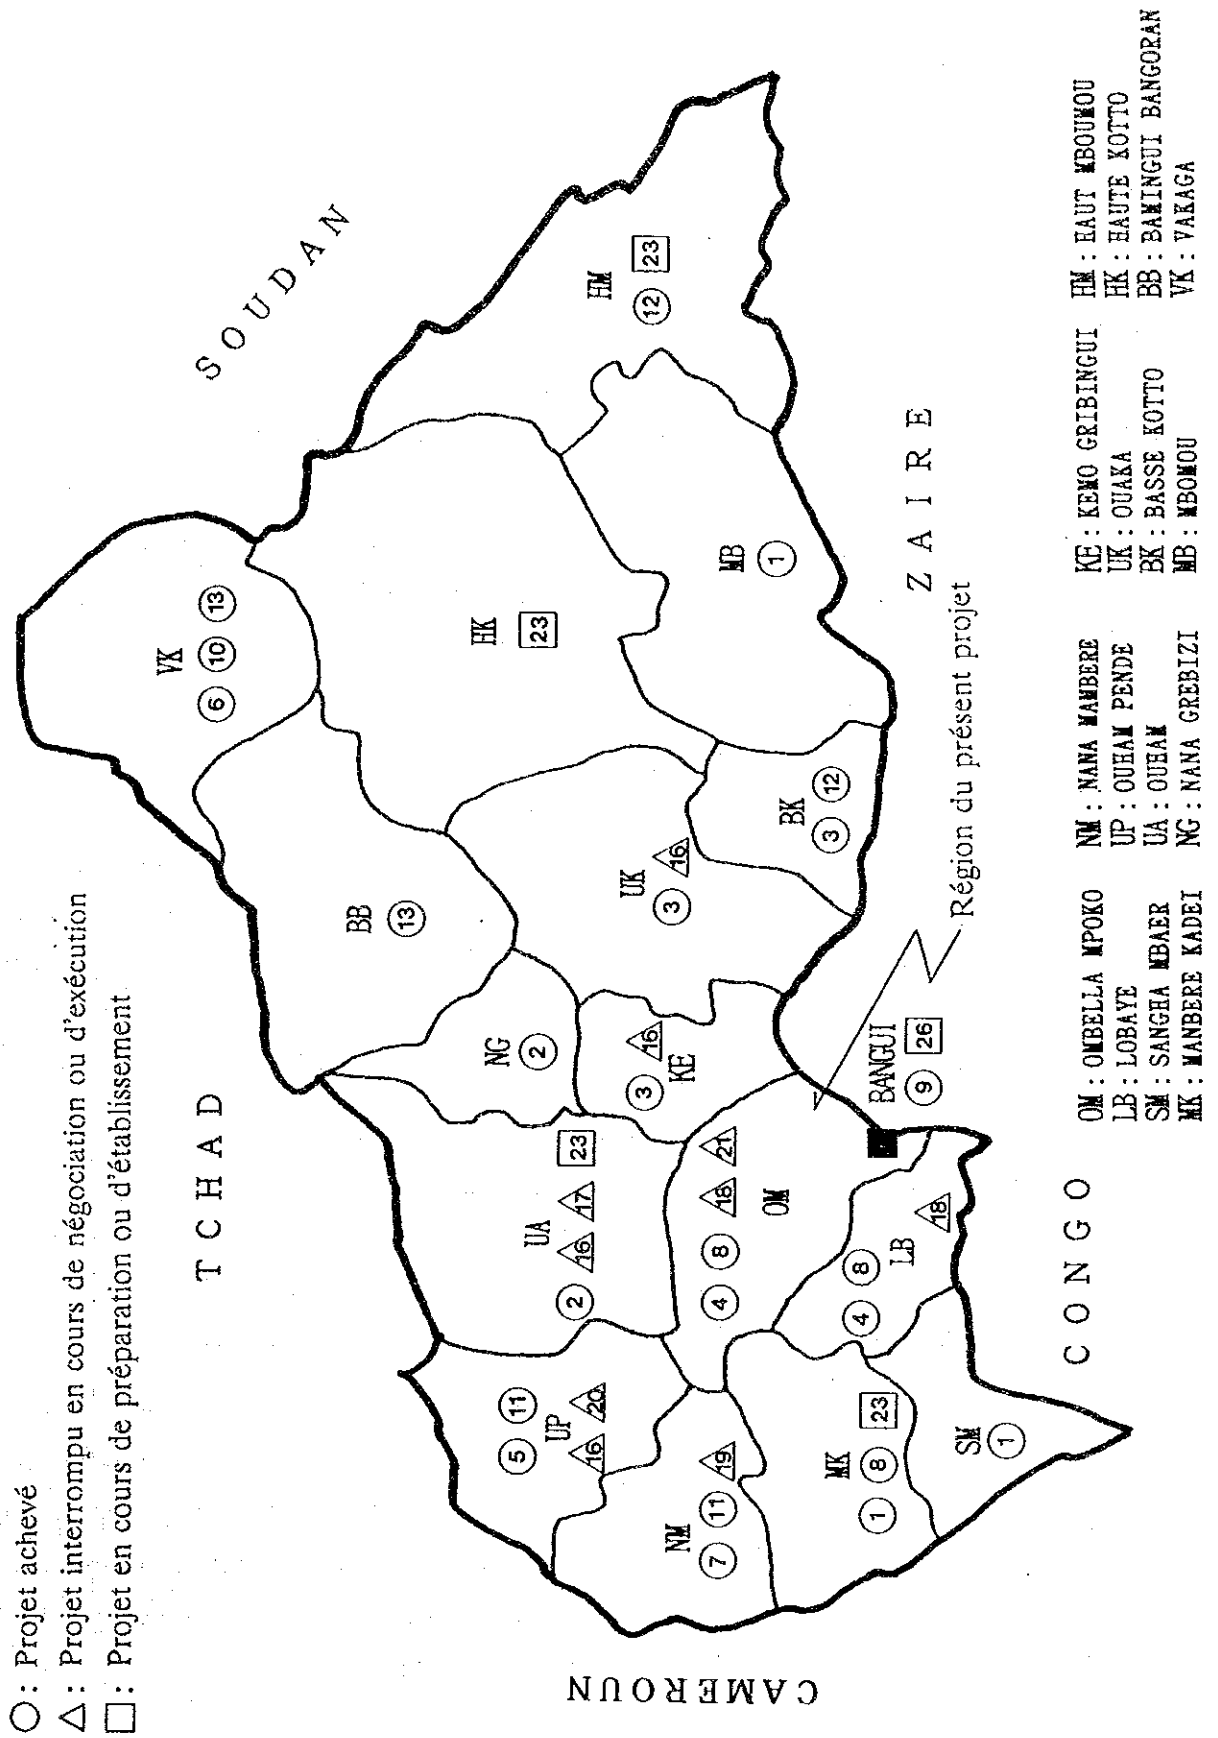 ○ : Projet achevé
△ : Projet interrompu en cours de négociation ou d'exécution
□ : Projet en cours de préparation ou d'établissement
SOUDAN
TCHAD
VK
6 10 13
BB
13
HK
23
HM
12 23
NG
2
UA
2 16 17 23
UP
5 11
16 20
KE
3 16
UK
3 16
MB
1
BK
3 12
NM
7 11 19
OM
4 8 18 21
MK
1 8 23
LB
4 8
18
SM
1
BANGUI
9 26
ZAIRE
Région du présent projet
CONGO
CAMEROUN
OM : OMBELLA MPOKO
LB : LOBAYE
SM : SANGHA MBAER
MK : MANBERE KADEI
NM : NANA MAMBERE
UP : OUHAM PENDE
UA : OUHAM
NG : NANA GREBIZI
KE : KEMO GRIBINGUI
UK : OUAKA
BK : BASSE KOTTO
MB : MBOMOU
HM : HAUT MBOUMOU
HK : HAUTE KOTTO
BB : BAMINGUI BANGORAN
VK : VAKAGA